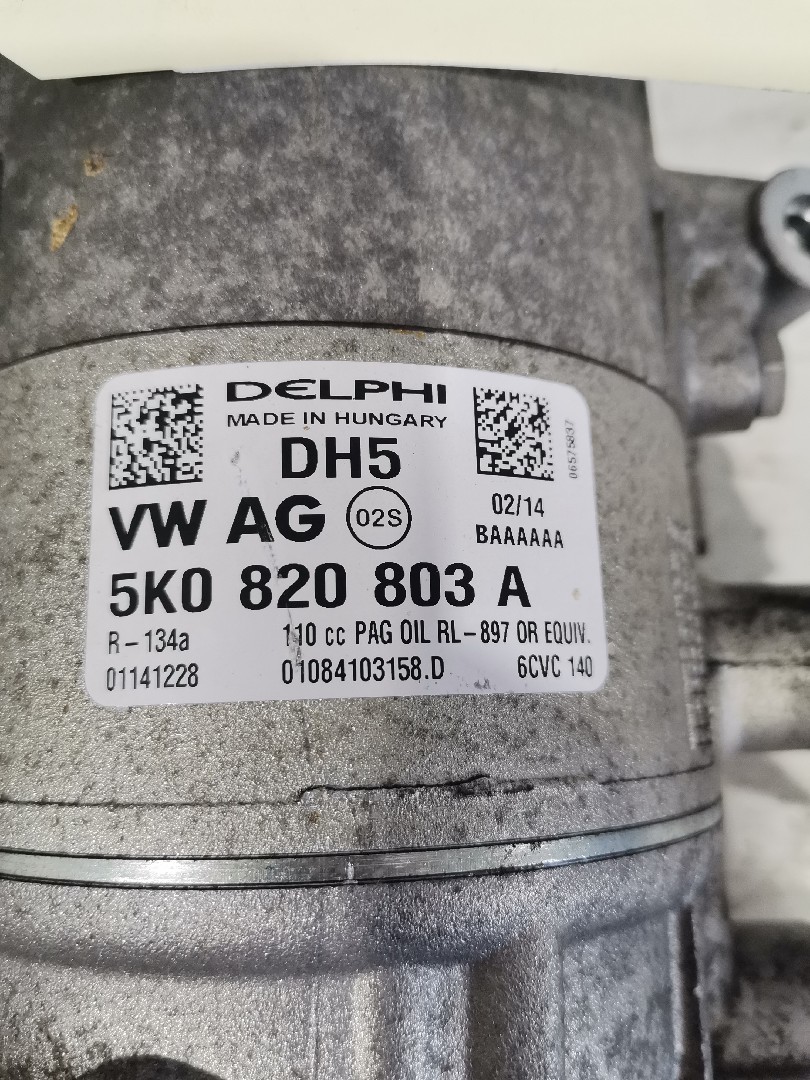 DELPHI
MADE IN HUNGARY
DH5
06575837
VW AG 02S
02/14
BAAAAAA
5K0 820 803 A
R-134a 110 cc PAG OIL RL-897 OR EQUIV.
01141228 01084103158.D 6CVC 140